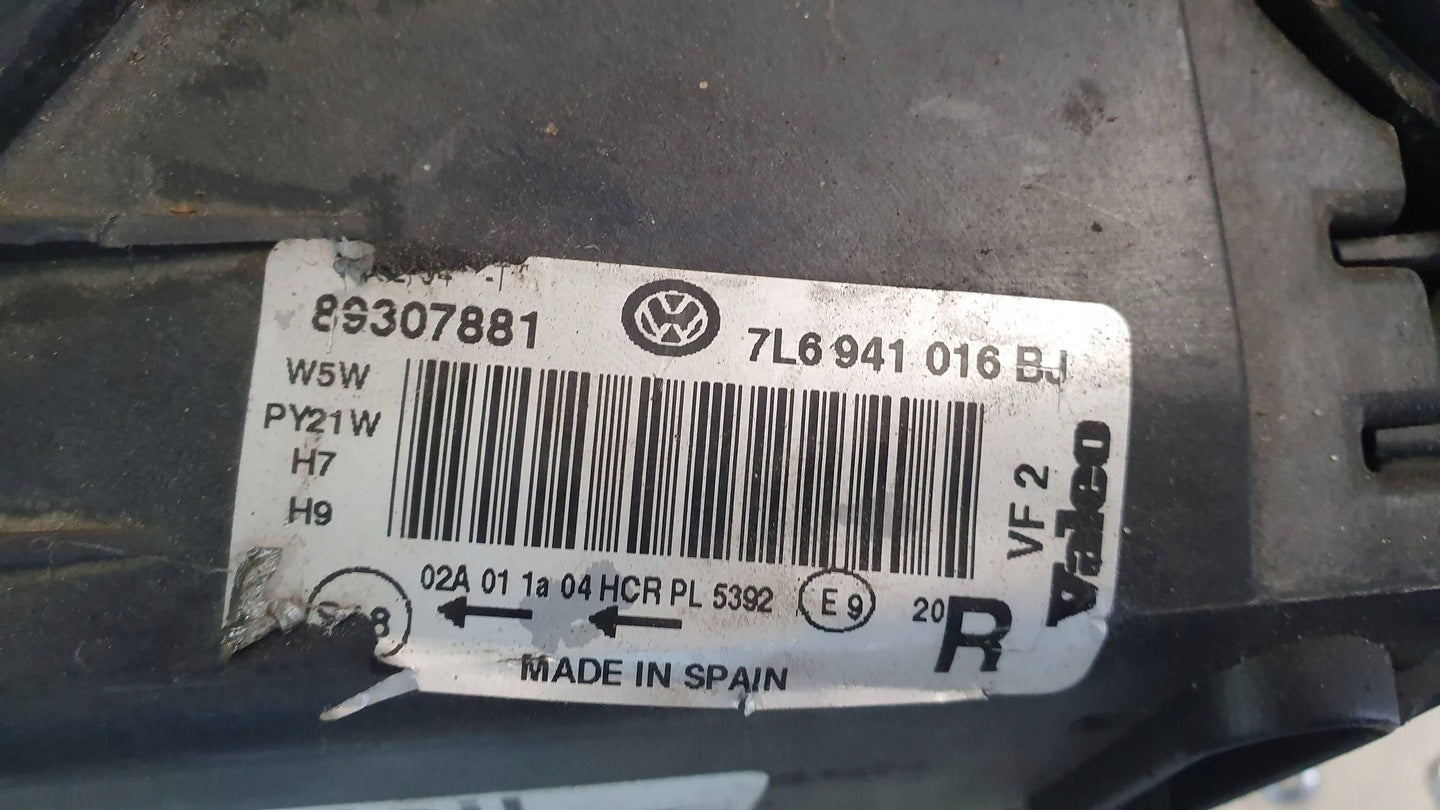 89307881
7L6 941 016 BJ
W5W
PY21W
H7
H9
VF 2
Valeo
02A 01 1a 04 HCR PL 5392
E 9
20
R
MADE IN SPAIN